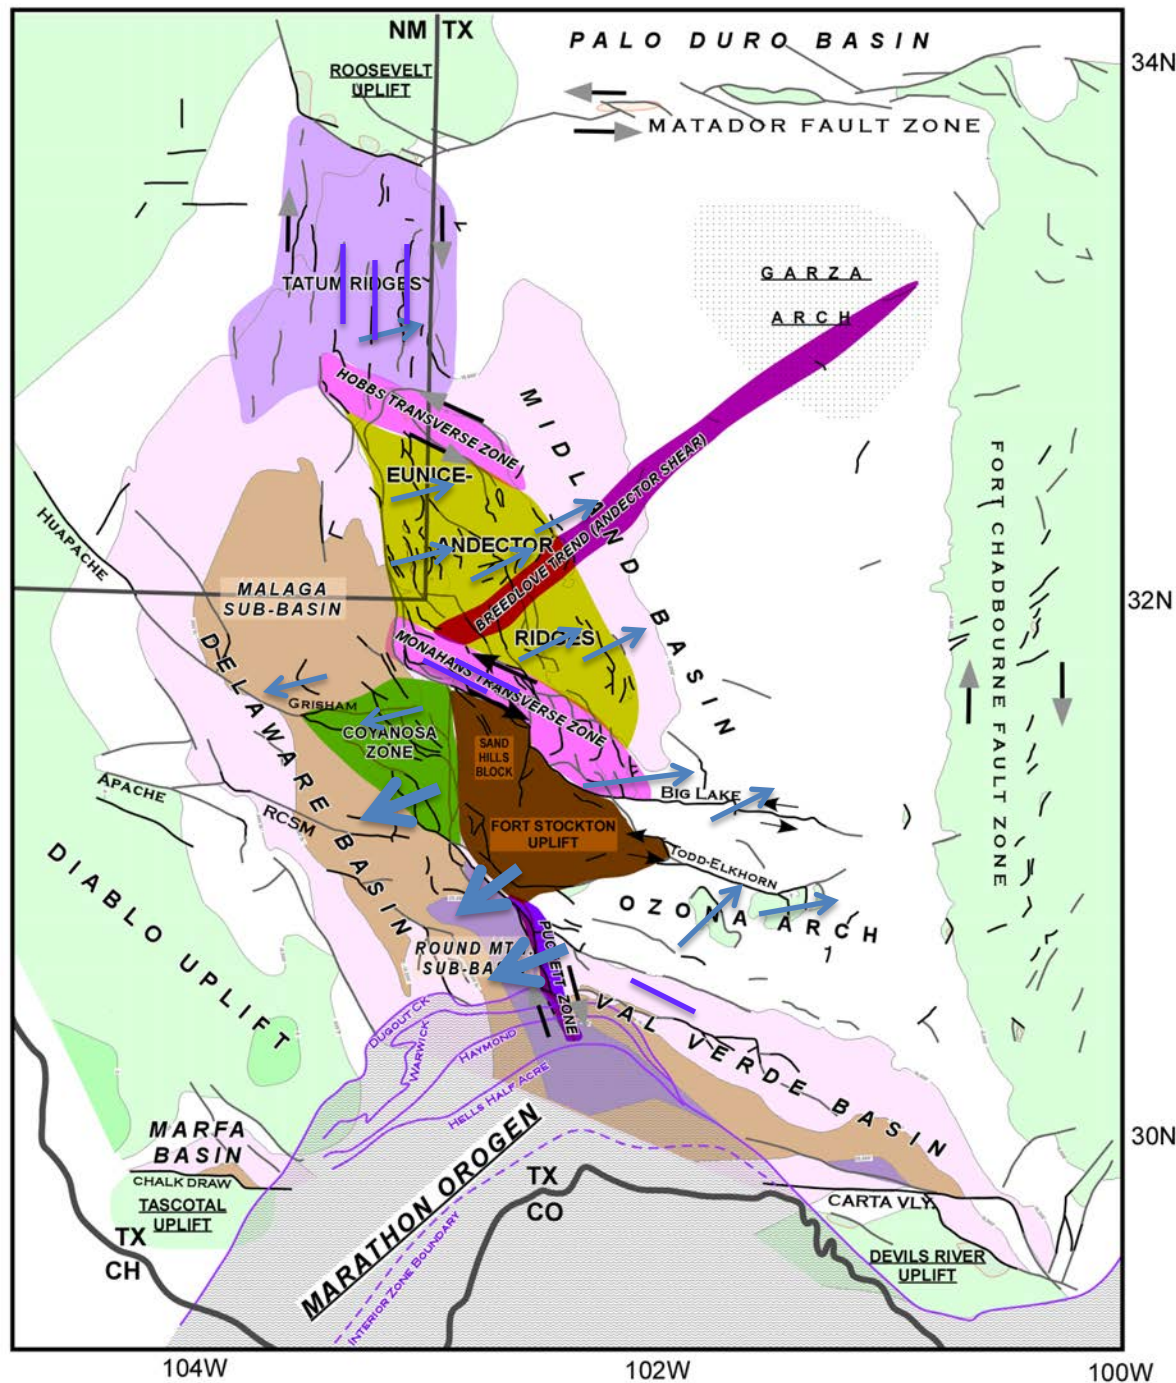 NM TX
PALO DURO BASIN
34N
ROOSEVELT
UPLIFT
MATADOR FAULT ZONE
TATUM RIDGES
GARZA
ARCH
HOBBS TRANSVERSE ZONE
MIDLAND BASIN
EUNICE-
ANDECTOR
RIDGES
BREEDLOVE TREND (ANDECTOR SHEAR)
FORT CHADBOURNE FAULT ZONE
HUAPACHE
MALAGA
SUB-BASIN
32N
MONAHANS TRANSVERSE ZONE
DELAWARE BASIN
GRISHAM
COYANOSA
ZONE
SAND
HILLS
BLOCK
BIG LAKE
APACHE
RCSM
FORT STOCKTON
UPLIFT
TODD-ELKHORN
DIABLO UPLIFT
OZONA ARCH
PUCKETT ZONE
ROUND MTN.
SUB-BASIN
VAL VERDE BASIN
DUGOUT CK
WARWICK
HAYMOND
HELLS HALF ACRE
MARFA
BASIN
CHALK DRAW
TASCOTAL
UPLIFT
MARATHON OROGEN
INTERIOR ZONE BOUNDARY
30N
TX
CO
CARTA VLY.
DEVILS RIVER
UPLIFT
TX
CH
104W
102W
100W